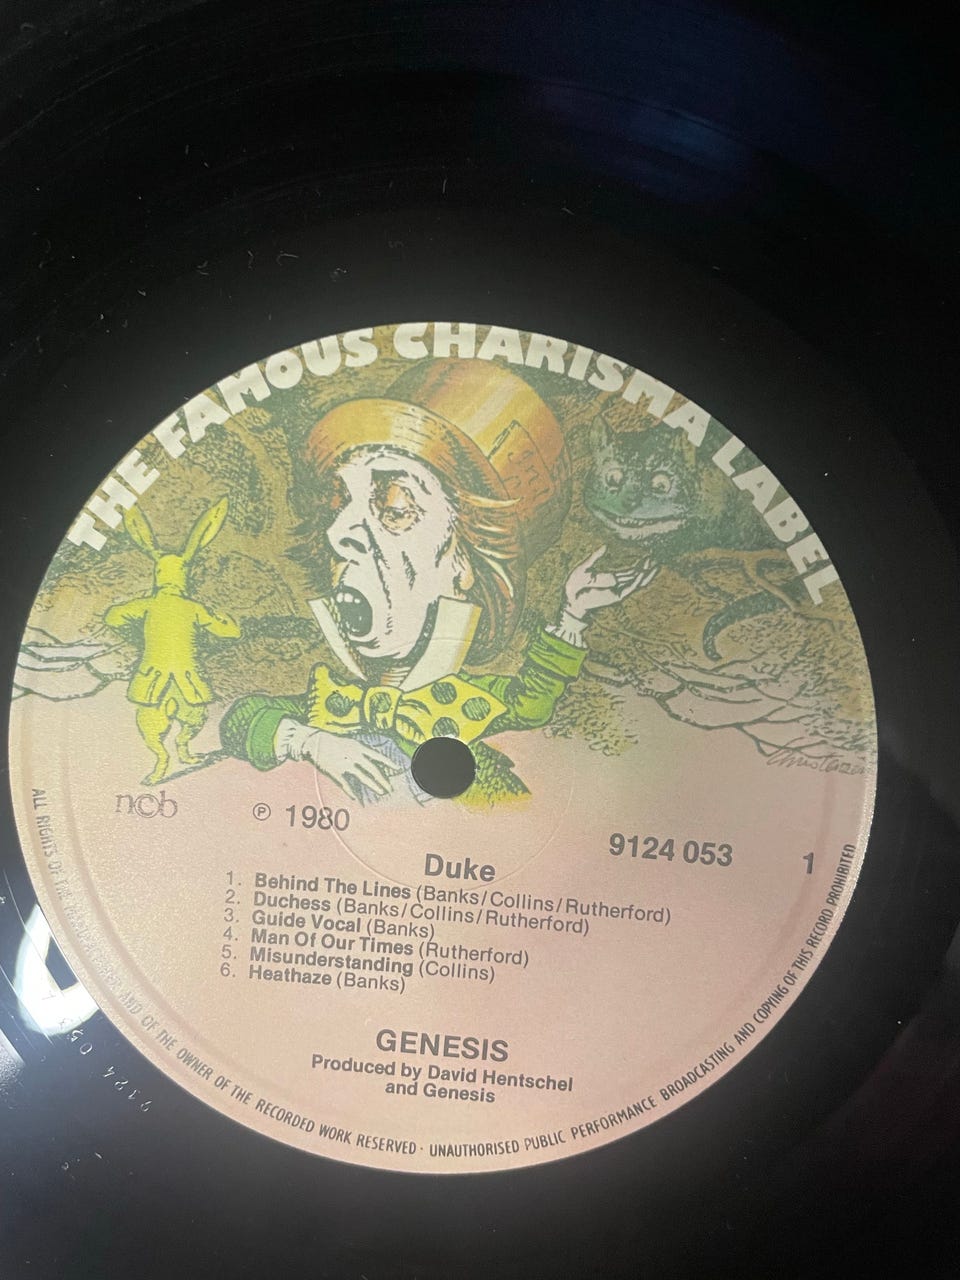 THE FAMOUS CHARISMA LABEL
Christensen
ncb
℗ 1980
9124 053
1
Duke
1. Behind The Lines (Banks/Collins/Rutherford)
2. Duchess (Banks/Collins/Rutherford)
3. Guide Vocal (Banks)
4. Man Of Our Times (Rutherford)
5. Misunderstanding (Collins)
6. Heathaze (Banks)
GENESIS
Produced by David Hentschel
and Genesis
ALL RIGHTS OF THE MANUFACTURER AND OF THE OWNER OF THE RECORDED WORK RESERVED · UNAUTHORISED PUBLIC PERFORMANCE BROADCASTING AND COPYING OF THIS RECORD PROHIBITED